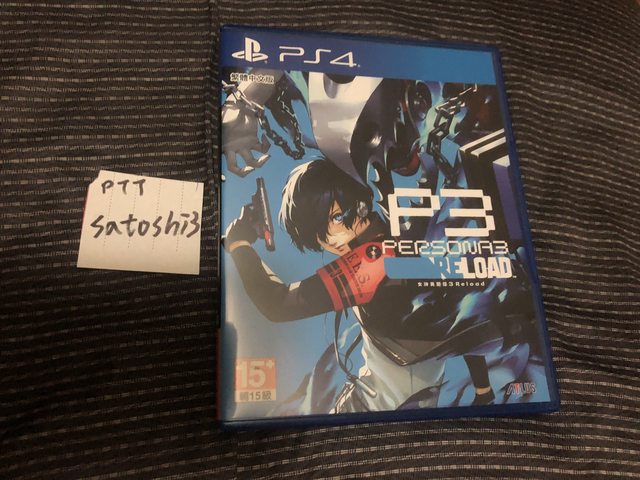 PTT
satoshi3
PS4
繁體中文版
P3
PERSONA3
RELOAD
女神異聞錄3 Reload
15+
輔15級
ATLUS